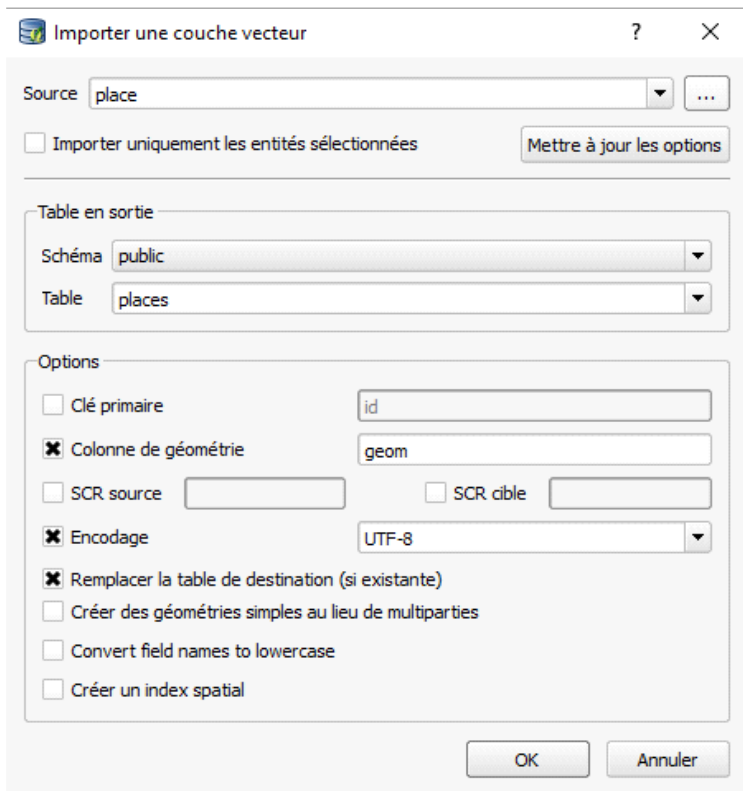 Importer une couche vecteur ?
Source place ...
Importer uniquement les entités sélectionnées Mettre à jour les options
Table en sortie
Schéma public
Table places
Options
Clé primaire id
Colonne de géométrie geom
SCR source SCR cible
Encodage UTF-8
Remplacer la table de destination (si existante)
Créer des géométries simples au lieu de multiparties
Convert field names to lowercase
Créer un index spatial
OK Annuler